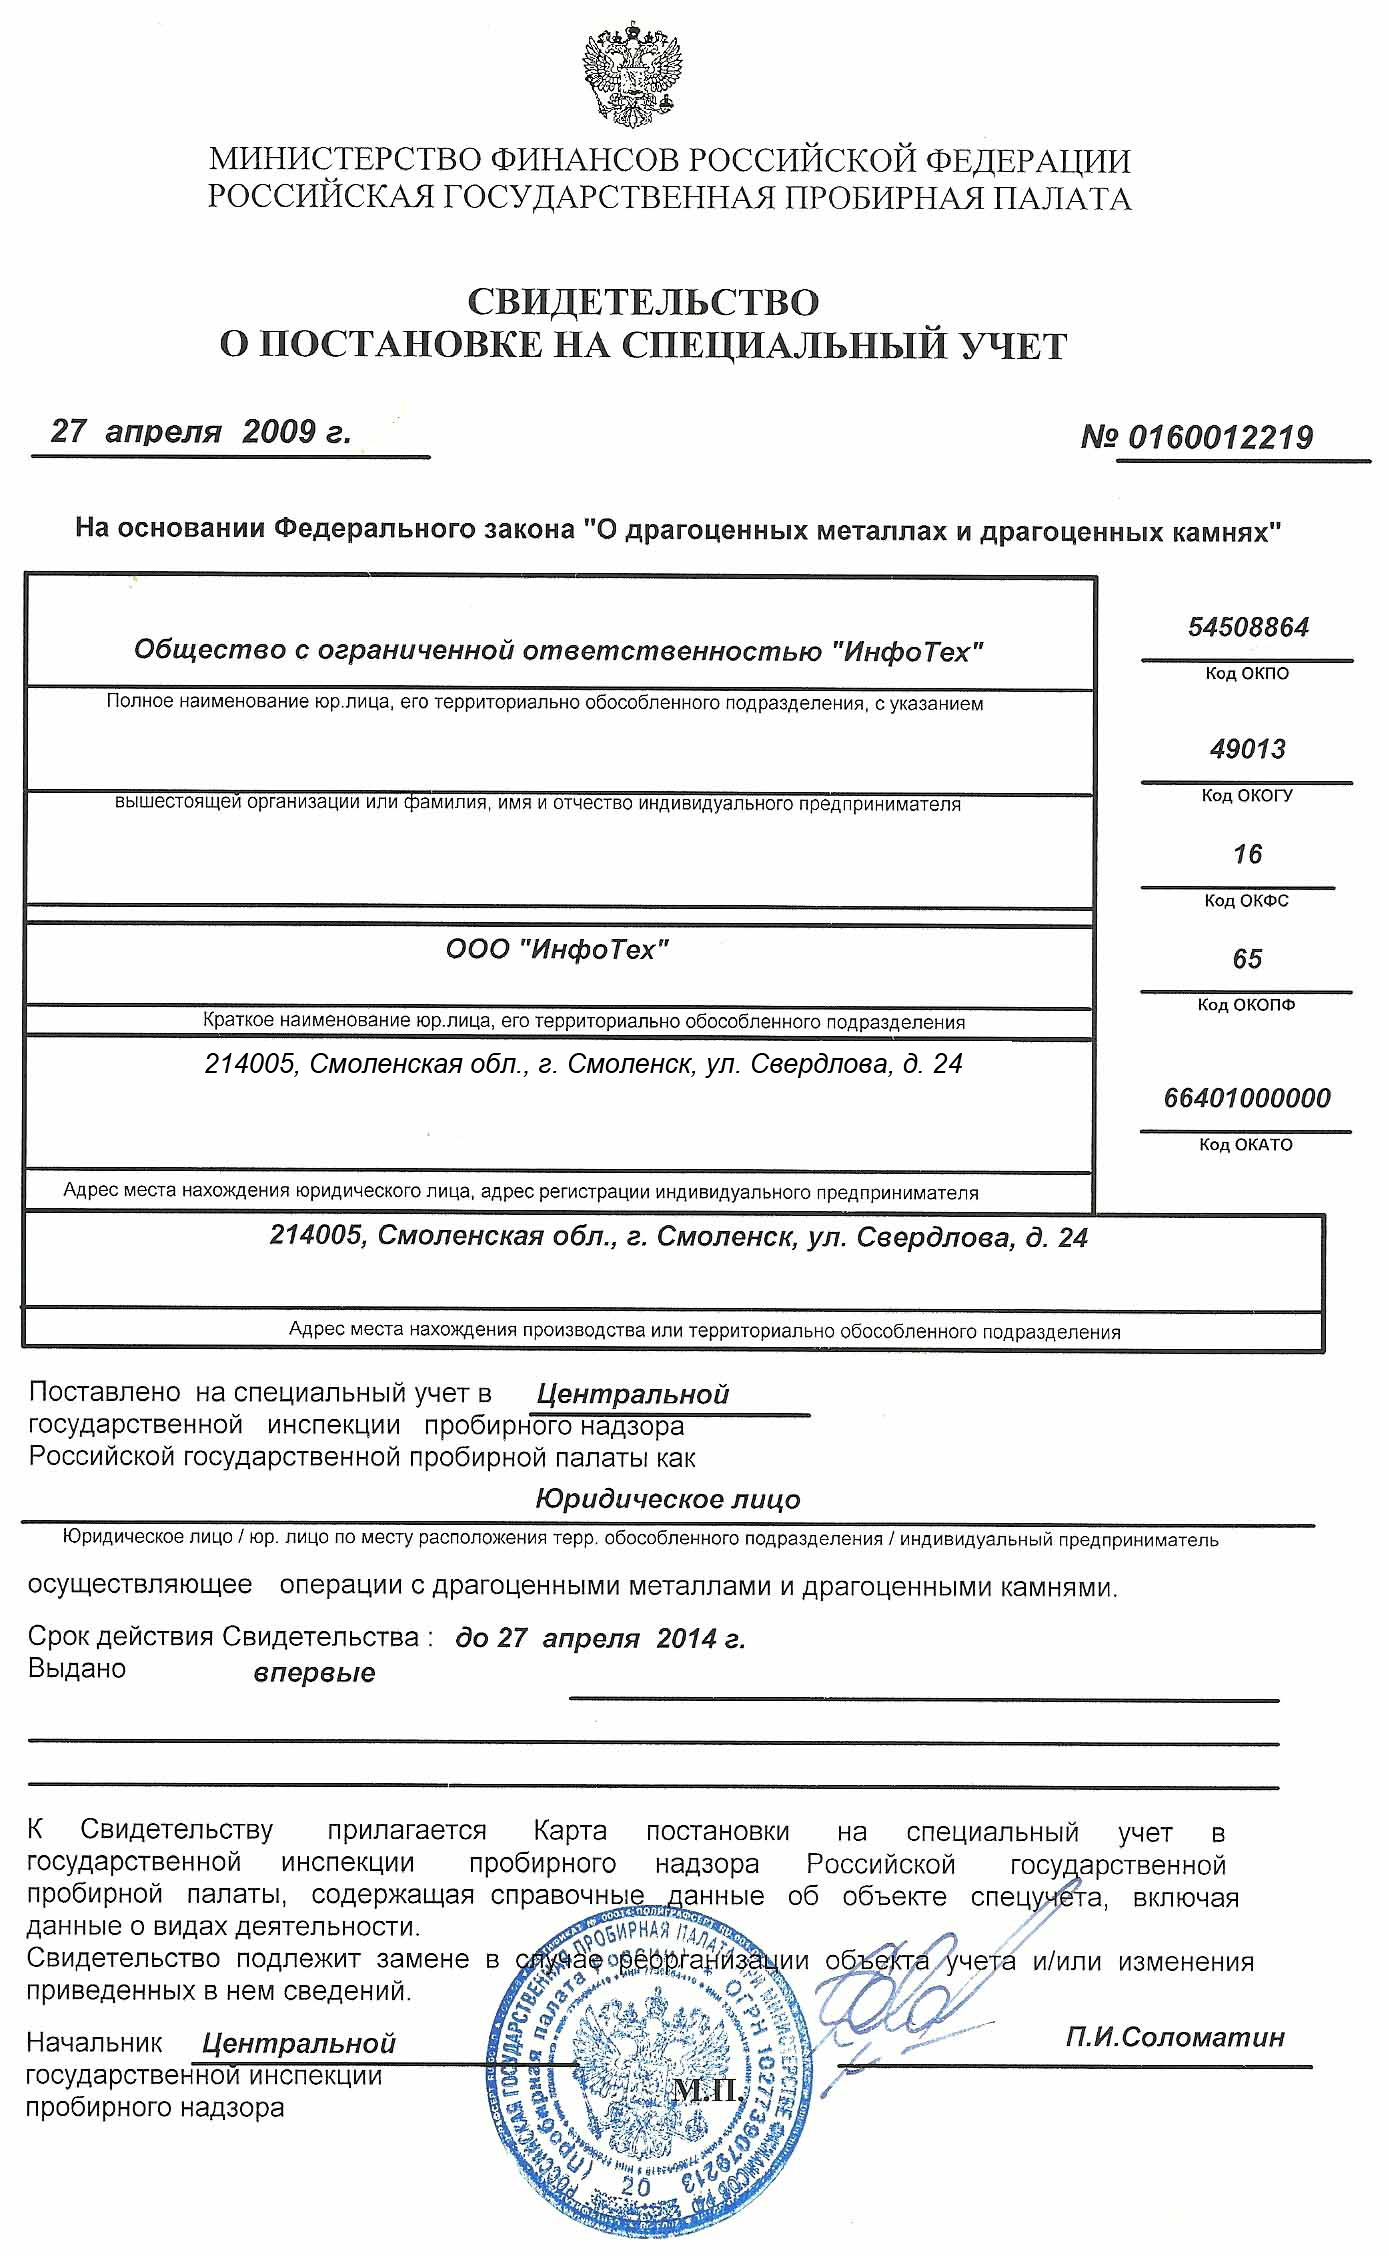 МИНИСТЕРСТВО ФИНАНСОВ РОССИЙСКОЙ ФЕДЕРАЦИИ
РОССИЙСКАЯ ГОСУДАРСТВЕННАЯ ПРОБИРНАЯ ПАЛАТА
СВИДЕТЕЛЬСТВО
О ПОСТАНОВКЕ НА СПЕЦИАЛЬНЫЙ УЧЕТ
27 апреля 2009 г.
№ 0160012219
На основании Федерального закона "О драгоценных металлах и драгоценных камнях"
Общество с ограниченной ответственностью "ИнфоТех"
54508864
Код ОКПО
Полное наименование юр.лица, его территориально обособленного подразделения, с указанием
49013
Код ОКОГУ
вышестоящей организации или фамилия, имя и отчество индивидуального предпринимателя
16
Код ОКФС
ООО "ИнфоТех"
65
Код ОКОПФ
Краткое наименование юр.лица, его территориально обособленного подразделения
214005, Смоленская обл., г. Смоленск, ул. Свердлова, д. 24
66401000000
Код ОКАТО
Адрес места нахождения юридического лица, адрес регистрации индивидуального предпринимателя
214005, Смоленская обл., г. Смоленск, ул. Свердлова, д. 24
Адрес места нахождения производства или территориально обособленного подразделения
Поставлено на специальный учет в Центральной
государственной инспекции пробирного надзора
Российской государственной пробирной палаты как
Юридическое лицо
Юридическое лицо / юр. лицо по месту расположения терр. обособленного подразделения / индивидуальный предприниматель
осуществляющее операции с драгоценными металлами и драгоценными камнями.
Срок действия Свидетельства : до 27 апреля 2014 г.
Выдано впервые
К Свидетельству прилагается Карта постановки на специальный учет в
государственной инспекции пробирного надзора Российской государственной
пробирной палаты, содержащая справочные данные об объекте спецучета, включая
данные о видах деятельности.
Свидетельство подлежит замене в случае реорганизации объекта учета и/или изменения
приведенных в нем сведений.
Начальник Центральной
государственной инспекции
пробирного надзора
М.П.
П.И.Соломатин
РОССИЙСКАЯ ГОСУДАРСТВЕННАЯ ПРОБИРНАЯ ПАЛАТА ПРИ МИНИСТЕРСТВЕ ФИНАНСОВ РФ
(Пробирная палата России) * ОГРН 1027739079213
20